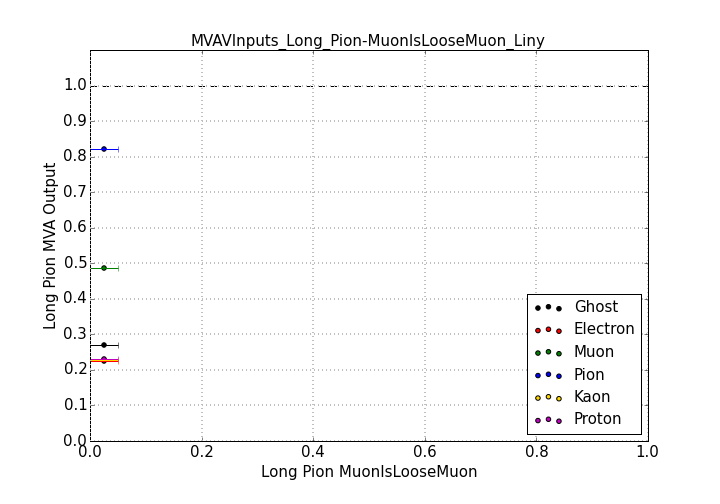 MVAVInputs_Long_Pion-MuonIsLooseMuon_Liny
Long Pion MVA Output
1.0
0.9
0.8
0.7
0.6
0.5
0.4
0.3
0.2
0.1
0.0
0.0 0.2 0.4 0.6 0.8 1.0
Long Pion MuonIsLooseMuon
Ghost
Electron
Muon
Pion
Kaon
Proton